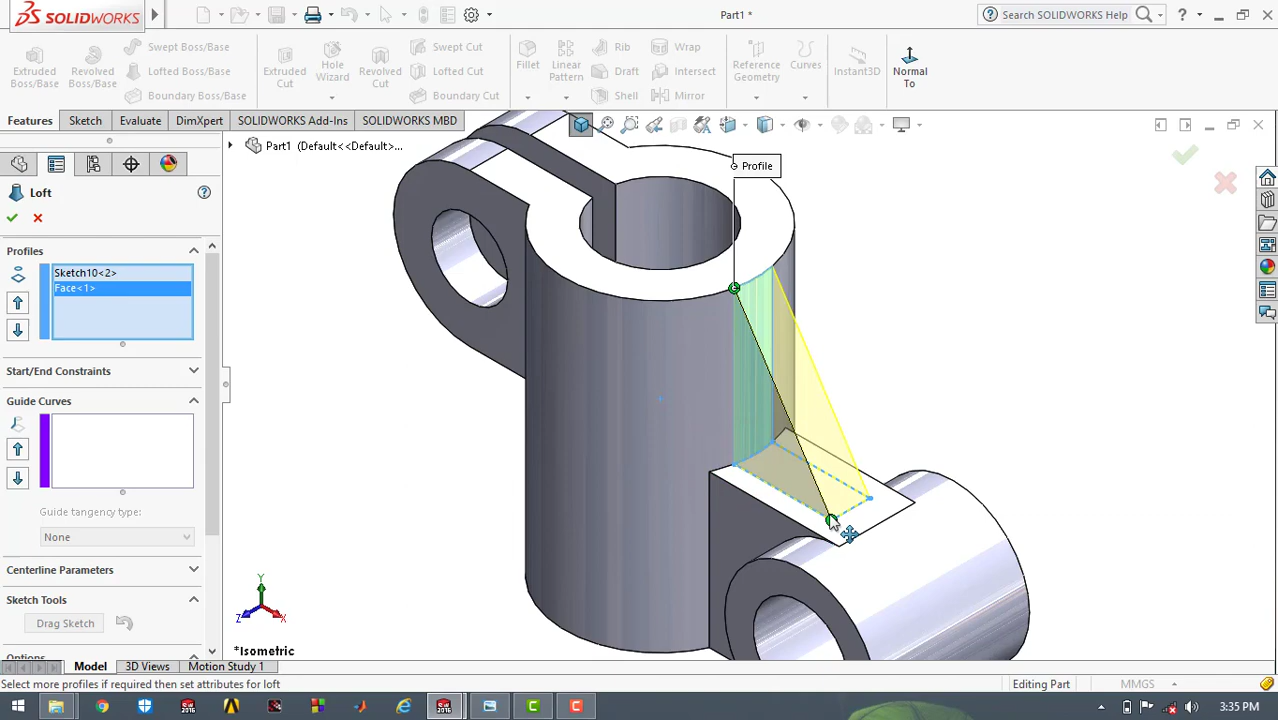 SOLIDWORKS
Part1 *
Search SOLIDWORKS Help
Extruded Boss/Base
Revolved Boss/Base
Swept Boss/Base
Lofted Boss/Base
Boundary Boss/Base
Extruded Cut
Hole Wizard
Revolved Cut
Swept Cut
Lofted Cut
Boundary Cut
Fillet
Linear Pattern
Rib
Draft
Shell
Wrap
Intersect
Mirror
Reference Geometry
Curves
Instant3D
Normal To
Features
Sketch
Evaluate
DimXpert
SOLIDWORKS Add-Ins
SOLIDWORKS MBD
Part1 (Default<<Default>...
Loft
Profiles
Sketch10<2>
Face<1>
Start/End Constraints
Guide Curves
Guide tangency type:
None
Centerline Parameters
Sketch Tools
Drag Sketch
Options
Profile
Y
Z
X
*Isometric
Model
3D Views
Motion Study 1
Select more profiles if required then set attributes for loft
Editing Part
MMGS
3:35 PM